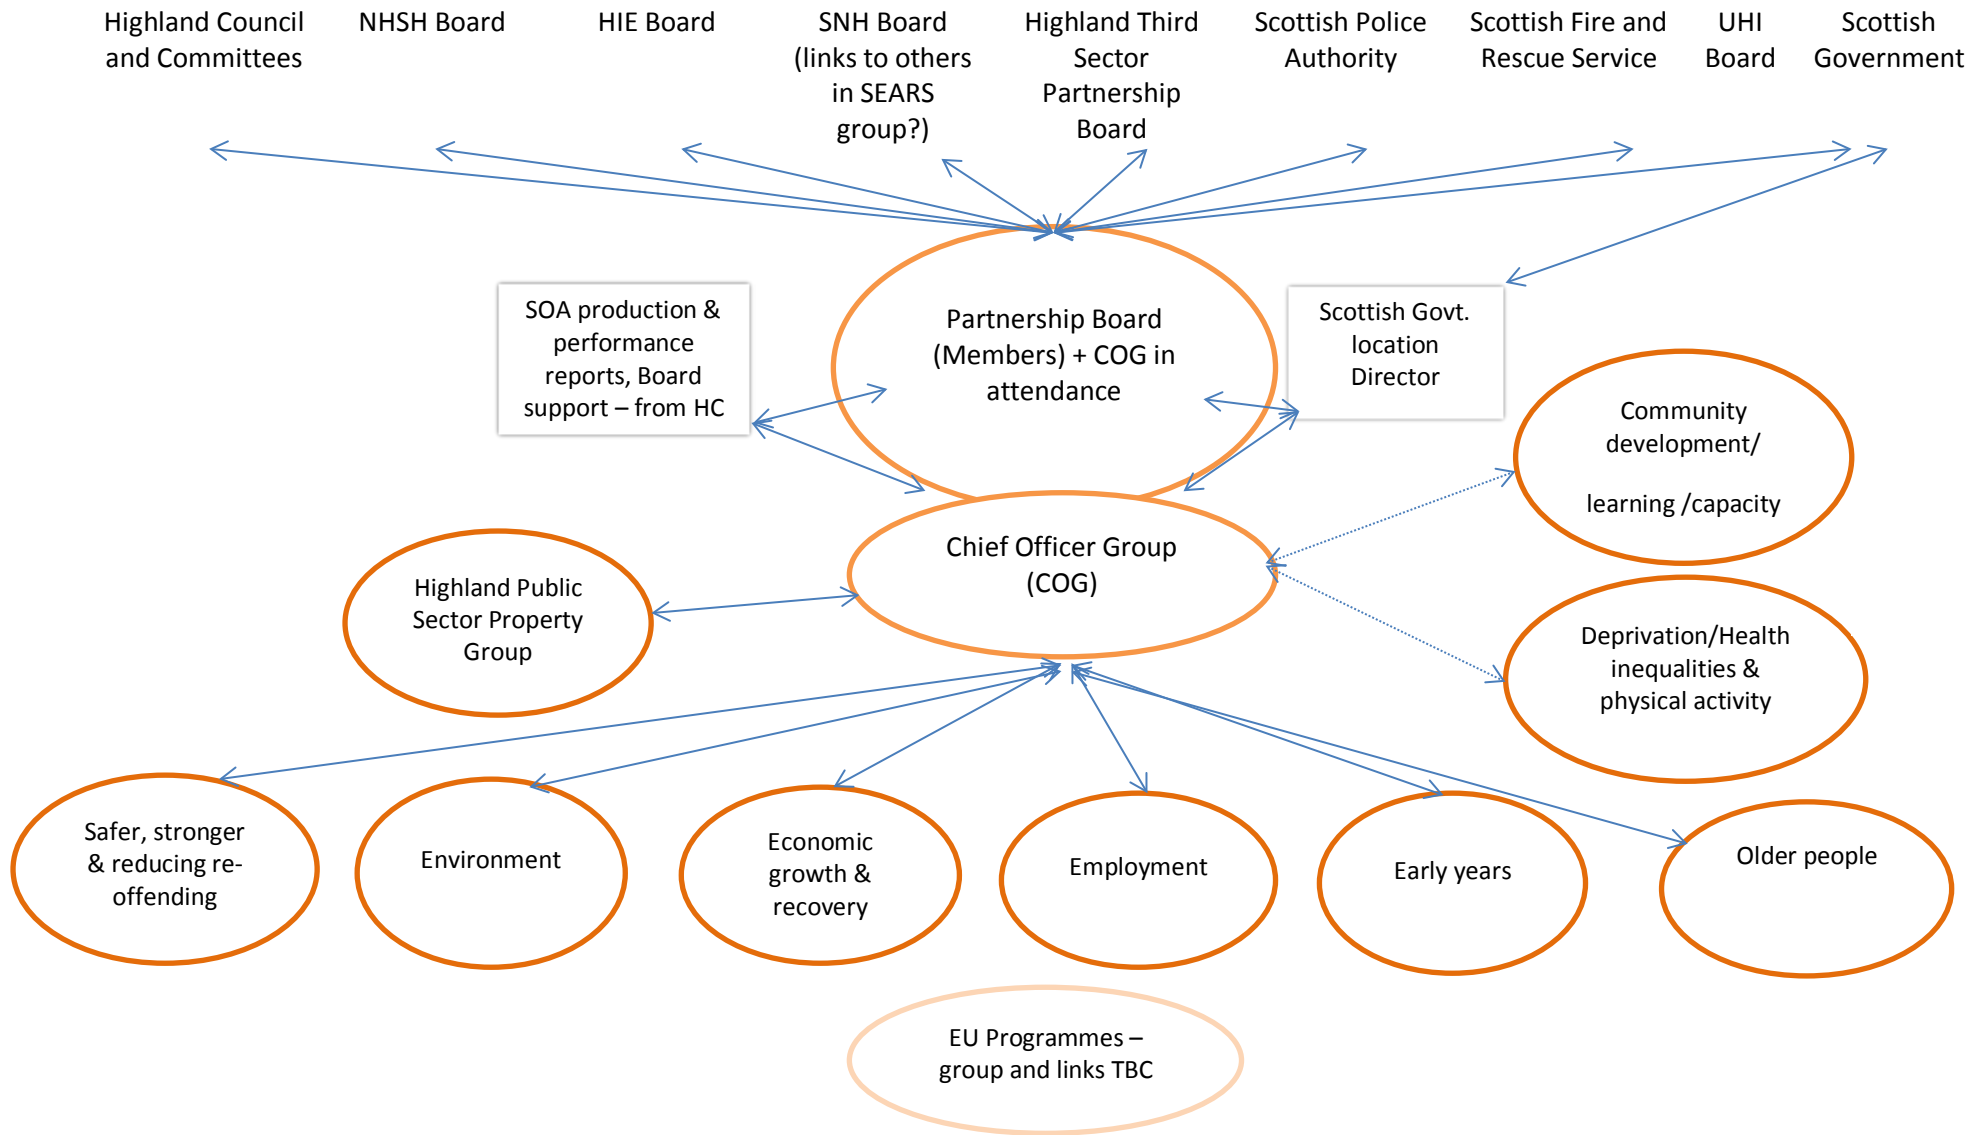 Highland Council
and Committees
NHSH Board
HIE Board
SNH Board
(links to others
in SEARS
group?)
Highland Third
Sector
Partnership
Board
Scottish Police
Authority
Scottish Fire and
Rescue Service
UHI
Board
Scottish
Government
SOA production &
performance
reports, Board
support – from HC
Partnership Board
(Members) + COG in
attendance
Scottish Govt.
location
Director
Community
development/
learning /capacity
Chief Officer Group
(COG)
Highland Public
Sector Property
Group
Deprivation/Health
inequalities &
physical activity
Safer, stronger
& reducing re-
offending
Environment
Economic
growth &
recovery
Employment
Early years
Older people
EU Programmes –
group and links TBC